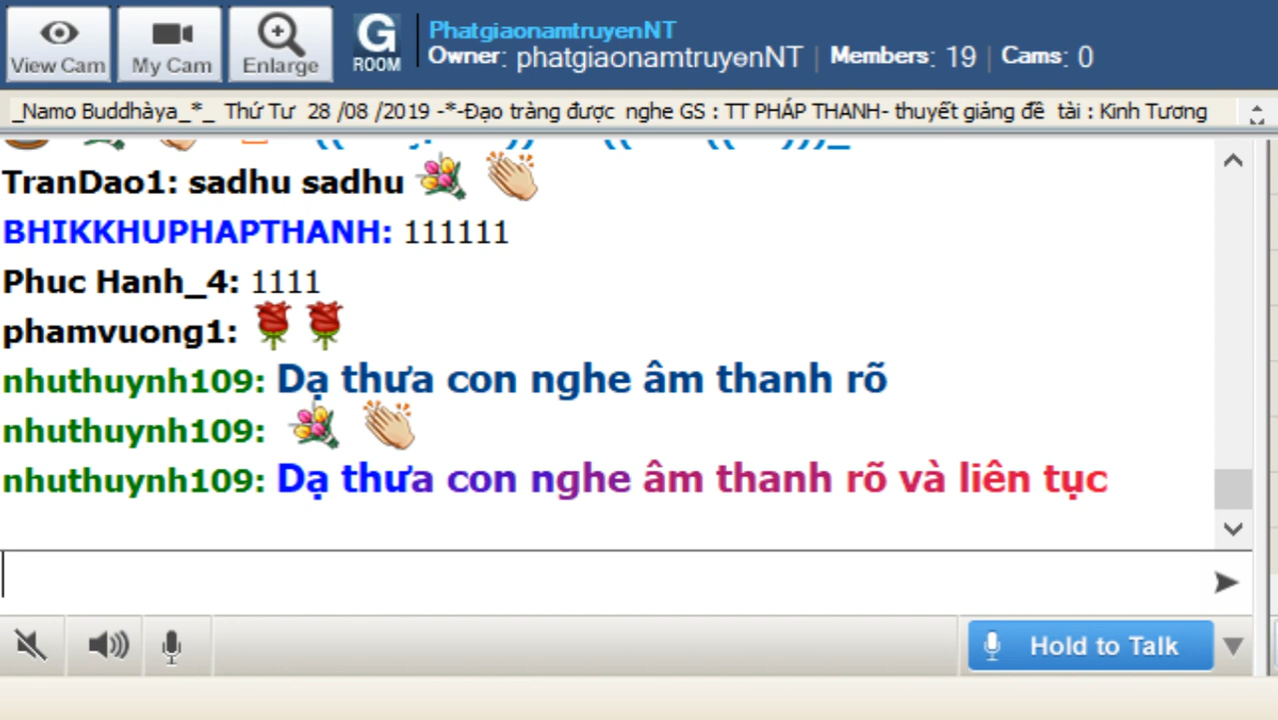 PhatgiaonamtruyenNT
View Cam My Cam Enlarge G ROOM Owner: phatgiaonamtruyenNT | Members: 19 | Cams: 0
_Namo Buddhàya_*_ Thứ Tư 28 /08 /2019 -*-Đạo tràng được nghe GS : TT PHÁP THANH- thuyết giảng đề tài : Kinh Tương
TranDao1: sadhu sadhu
BHIKKHUPHAPTHANH: 111111
Phuc Hanh_4: 1111
phamvuong1:
nhuthuynh109: Dạ thưa con nghe âm thanh rõ
nhuthuynh109:
nhuthuynh109: Dạ thưa con nghe âm thanh rõ và liên tục
Hold to Talk